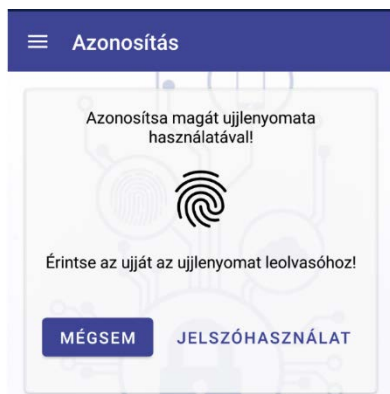 Azonosítás
Azonosítsa magát ujjlenyomata
használatával!
Érintse az ujját az ujjlenyomat leolvasóhoz!
MÉGSEM JELSZÓHASZNÁLAT